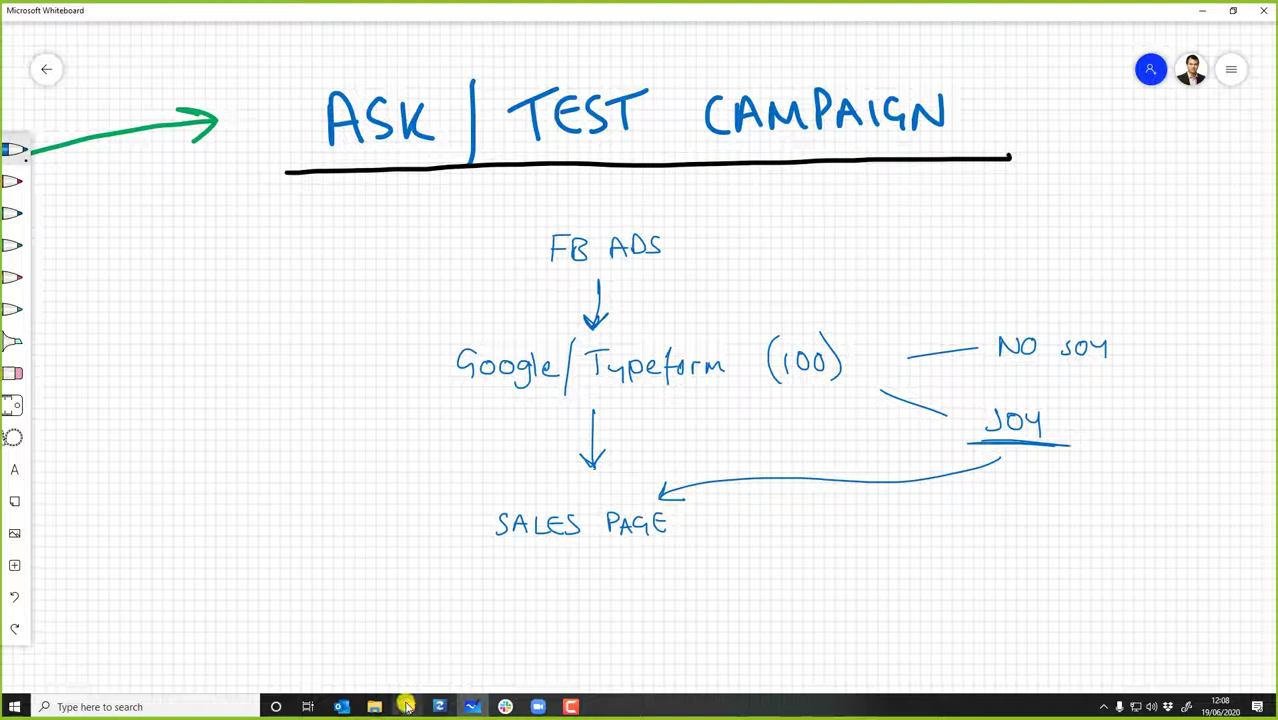 Microsoft Whiteboard
ASK | TEST CAMPAIGN
FB ADS
Google/Typeform (100)
NO JOY
JOY
SALES PAGE
A
Type here to search
12:08
19/06/2020